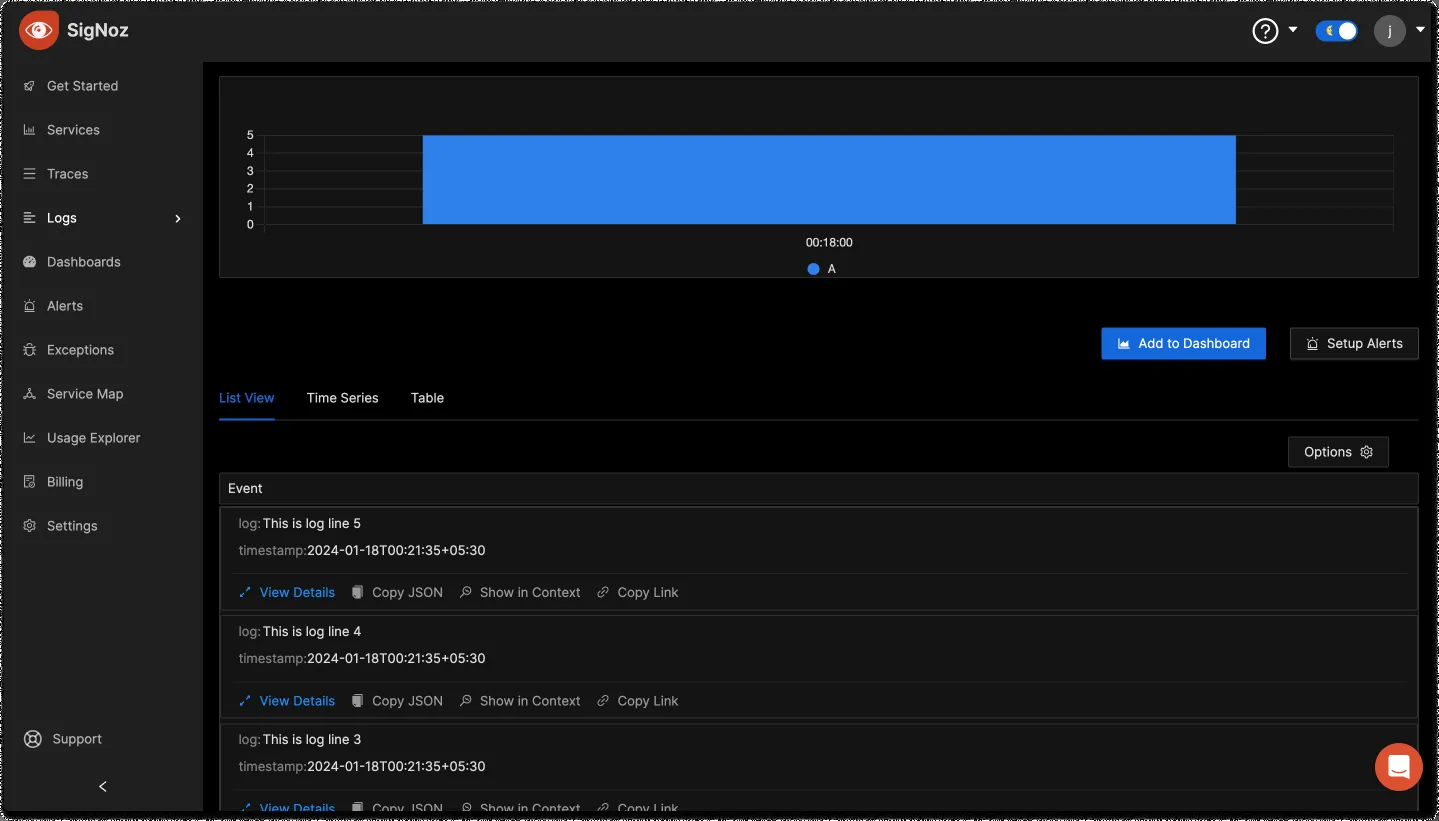 SigNoz
j
Get Started
Services
Traces
Logs
Dashboards
Alerts
Exceptions
Service Map
Usage Explorer
Billing
Settings
Support
5
4
3
2
1
0
00:18:00
A
Add to Dashboard
Setup Alerts
List View Time Series Table
Options
Event
log: This is log line 5
timestamp:2024-01-18T00:21:35+05:30
View Details Copy JSON Show in Context Copy Link
log: This is log line 4
timestamp:2024-01-18T00:21:35+05:30
View Details Copy JSON Show in Context Copy Link
log: This is log line 3
timestamp:2024-01-18T00:21:35+05:30
View Details Copy JSON Show in Context Copy Link